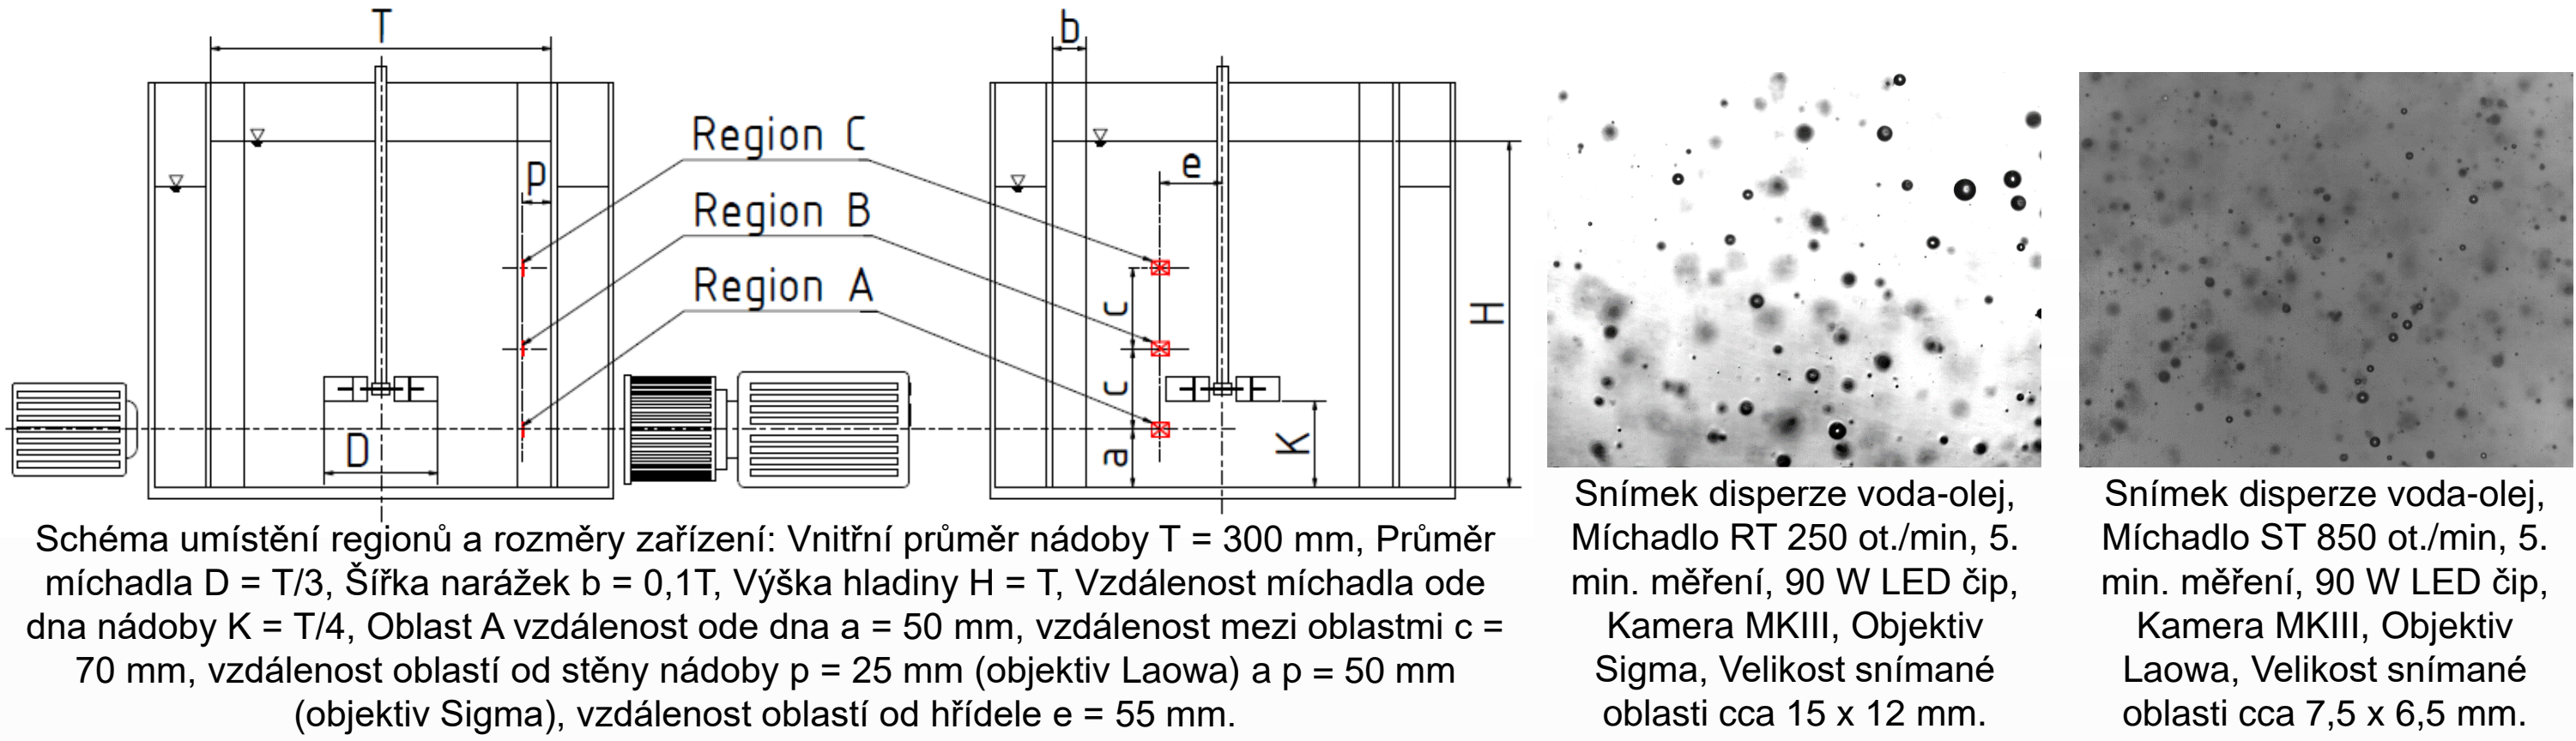 T
b
Region C
p
e
Region B
Region A
c
H
c
D
a
K
Schéma umístění regionů a rozměry zařízení: Vnitřní průměr nádoby T = 300 mm, Průměr
míchadla D = T/3, Šířka narážek b = 0,1T, Výška hladiny H = T, Vzdálenost míchadla ode
dna nádoby K = T/4, Oblast A vzdálenost ode dna a = 50 mm, vzdálenost mezi oblastmi c =
70 mm, vzdálenost oblastí od stěny nádoby p = 25 mm (objektiv Laowa) a p = 50 mm
(objektiv Sigma), vzdálenost oblastí od hřídele e = 55 mm.
Snímek disperze voda-olej,
Míchadlo RT 250 ot./min, 5.
min. měření, 90 W LED čip,
Kamera MKIII, Objektiv
Sigma, Velikost snímané
oblasti cca 15 x 12 mm.
Snímek disperze voda-olej,
Míchadlo ST 850 ot./min, 5.
min. měření, 90 W LED čip,
Kamera MKIII, Objektiv
Laowa, Velikost snímané
oblasti cca 7,5 x 6,5 mm.